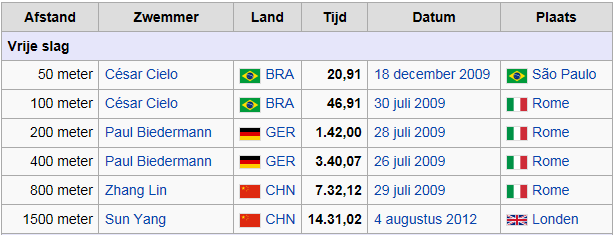 Afstand Zwemmer Land Tijd Datum Plaats
Vrije slag
50 meter César Cielo BRA 20,91 18 december 2009 São Paulo
100 meter César Cielo BRA 46,91 30 juli 2009 Rome
200 meter Paul Biedermann GER 1.42,00 28 juli 2009 Rome
400 meter Paul Biedermann GER 3.40,07 26 juli 2009 Rome
800 meter Zhang Lin CHN 7.32,12 29 juli 2009 Rome
1500 meter Sun Yang CHN 14.31,02 4 augustus 2012 Londen